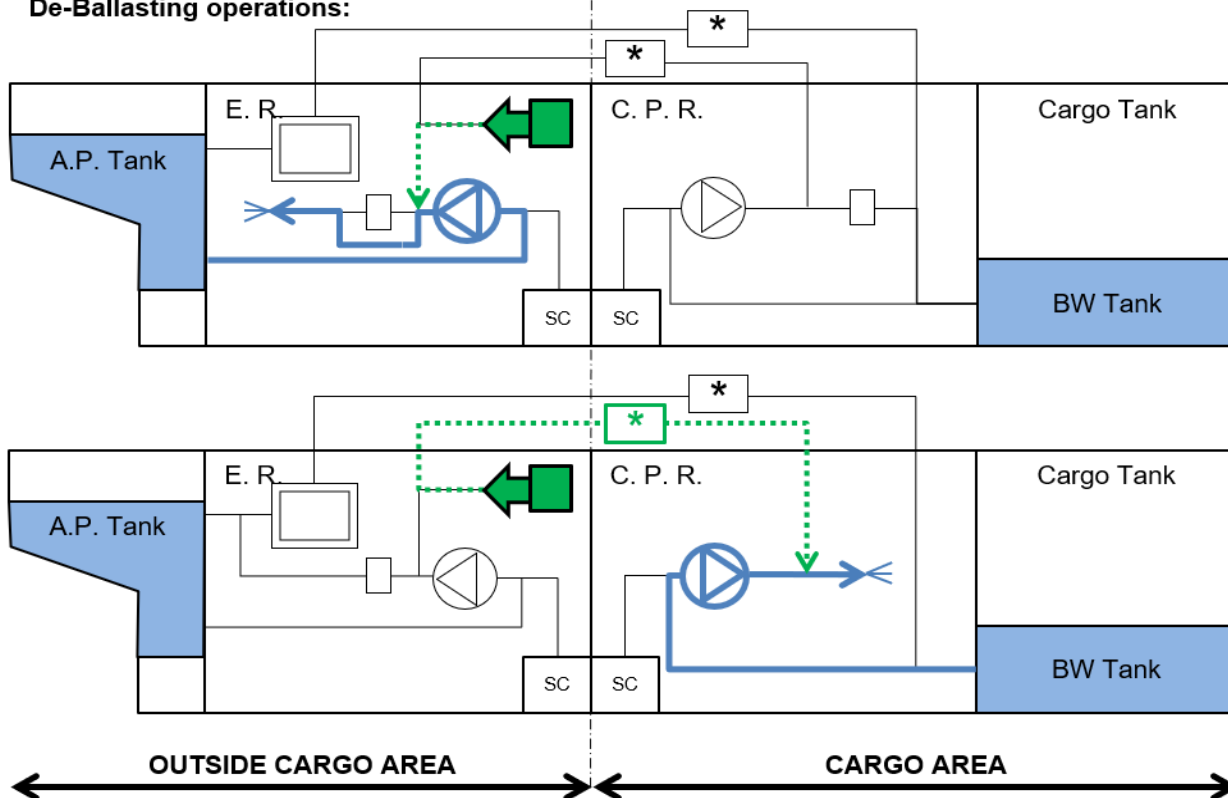 De-Ballasting operations:
*
*
E. R.
C. P. R.
Cargo Tank
A.P. Tank
BW Tank
SC
SC
*
*
E. R.
C. P. R.
Cargo Tank
A.P. Tank
BW Tank
SC
SC
OUTSIDE CARGO AREA
CARGO AREA